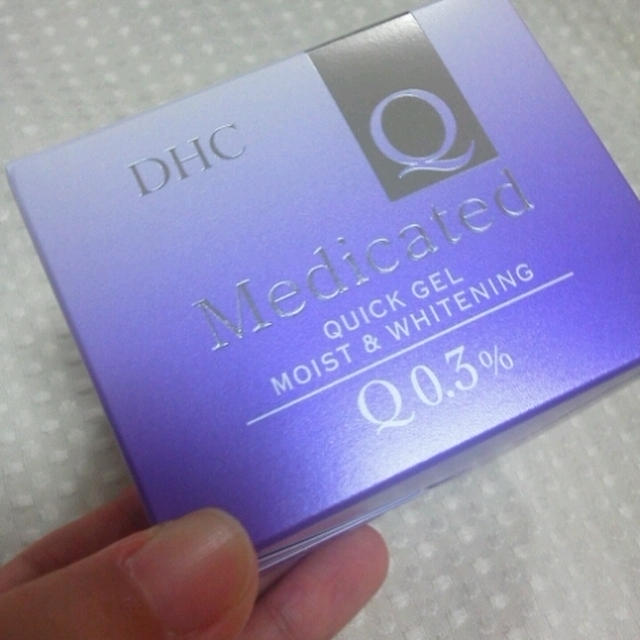 DHC
Q
Medicated
QUICK GEL
MOIST & WHITENING
Q0.3%